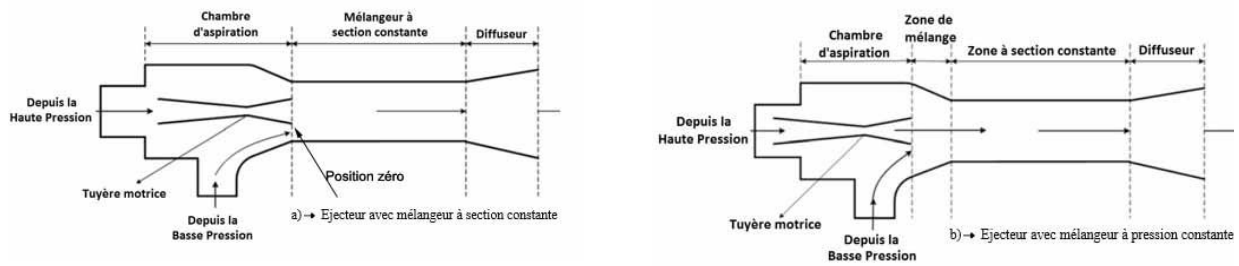 Chambre
d'aspiration
Mélangeur à
section constante
Diffuseur
Depuis la
Haute Pression
Tuyère motrice
Position zéro
Depuis la
Basse Pression
a)→ Ejecteur avec mélangeur à section constante
Zone de
mélange
Chambre
d'aspiration
Zone à section constante
Diffuseur
Depuis la
Haute Pression
Tuyère motrice
Depuis la
Basse Pression
b)→ Ejecteur avec mélangeur à pression constante